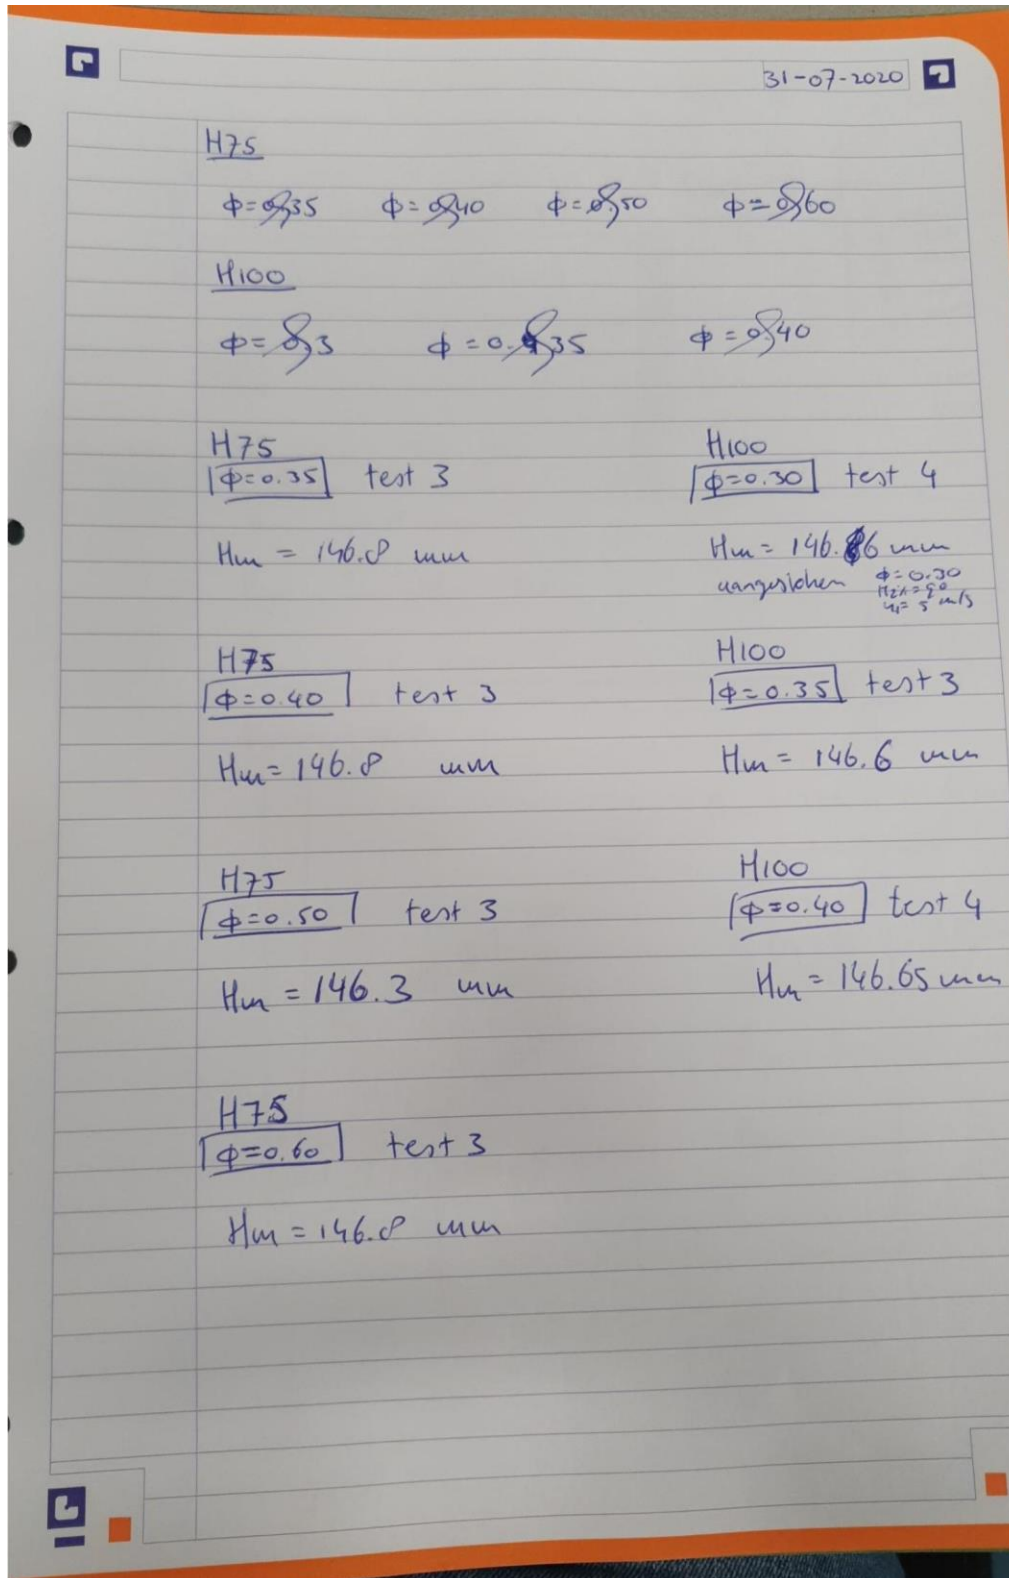 31-07-2020
H75
ϕ=0,35 ϕ=0,40 ϕ=0,50 ϕ=0,60
H100
ϕ=0,3 ϕ=0.35 ϕ=0,40
H75 H100
ϕ=0.35 test 3 ϕ=0.30 test 4
Hm = 146.8 mm Hm = 146.6 mm
ϕ=0.30
5 m/s
H75 H100
ϕ=0.40 test 3 ϕ=0.35 test 3
Hm = 146.8 mm Hm = 146.6 mm
H75 H100
ϕ=0.50 test 3 ϕ=0.40 test 4
Hm = 146.3 mm Hm = 146.65 mm
H75
ϕ=0.60 test 3
Hm = 146.8 mm